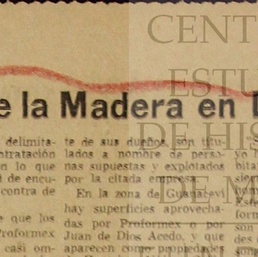 CENT
ESTU
DE HIS
DE M
e la Madera en D
delimita-
ntratación
en lo que
d de encu-
contra de
que los
Proformex
casi om-
te de sus dueños, son titu-
lados a nombre de perso-
nas supuestas y explotados
por la citada empresa.
En la zona de Guanaceví
hay superficies aprovecha-
das por Proformex o por
Juan de Dios Acedo, y que
aparecen como propiedades